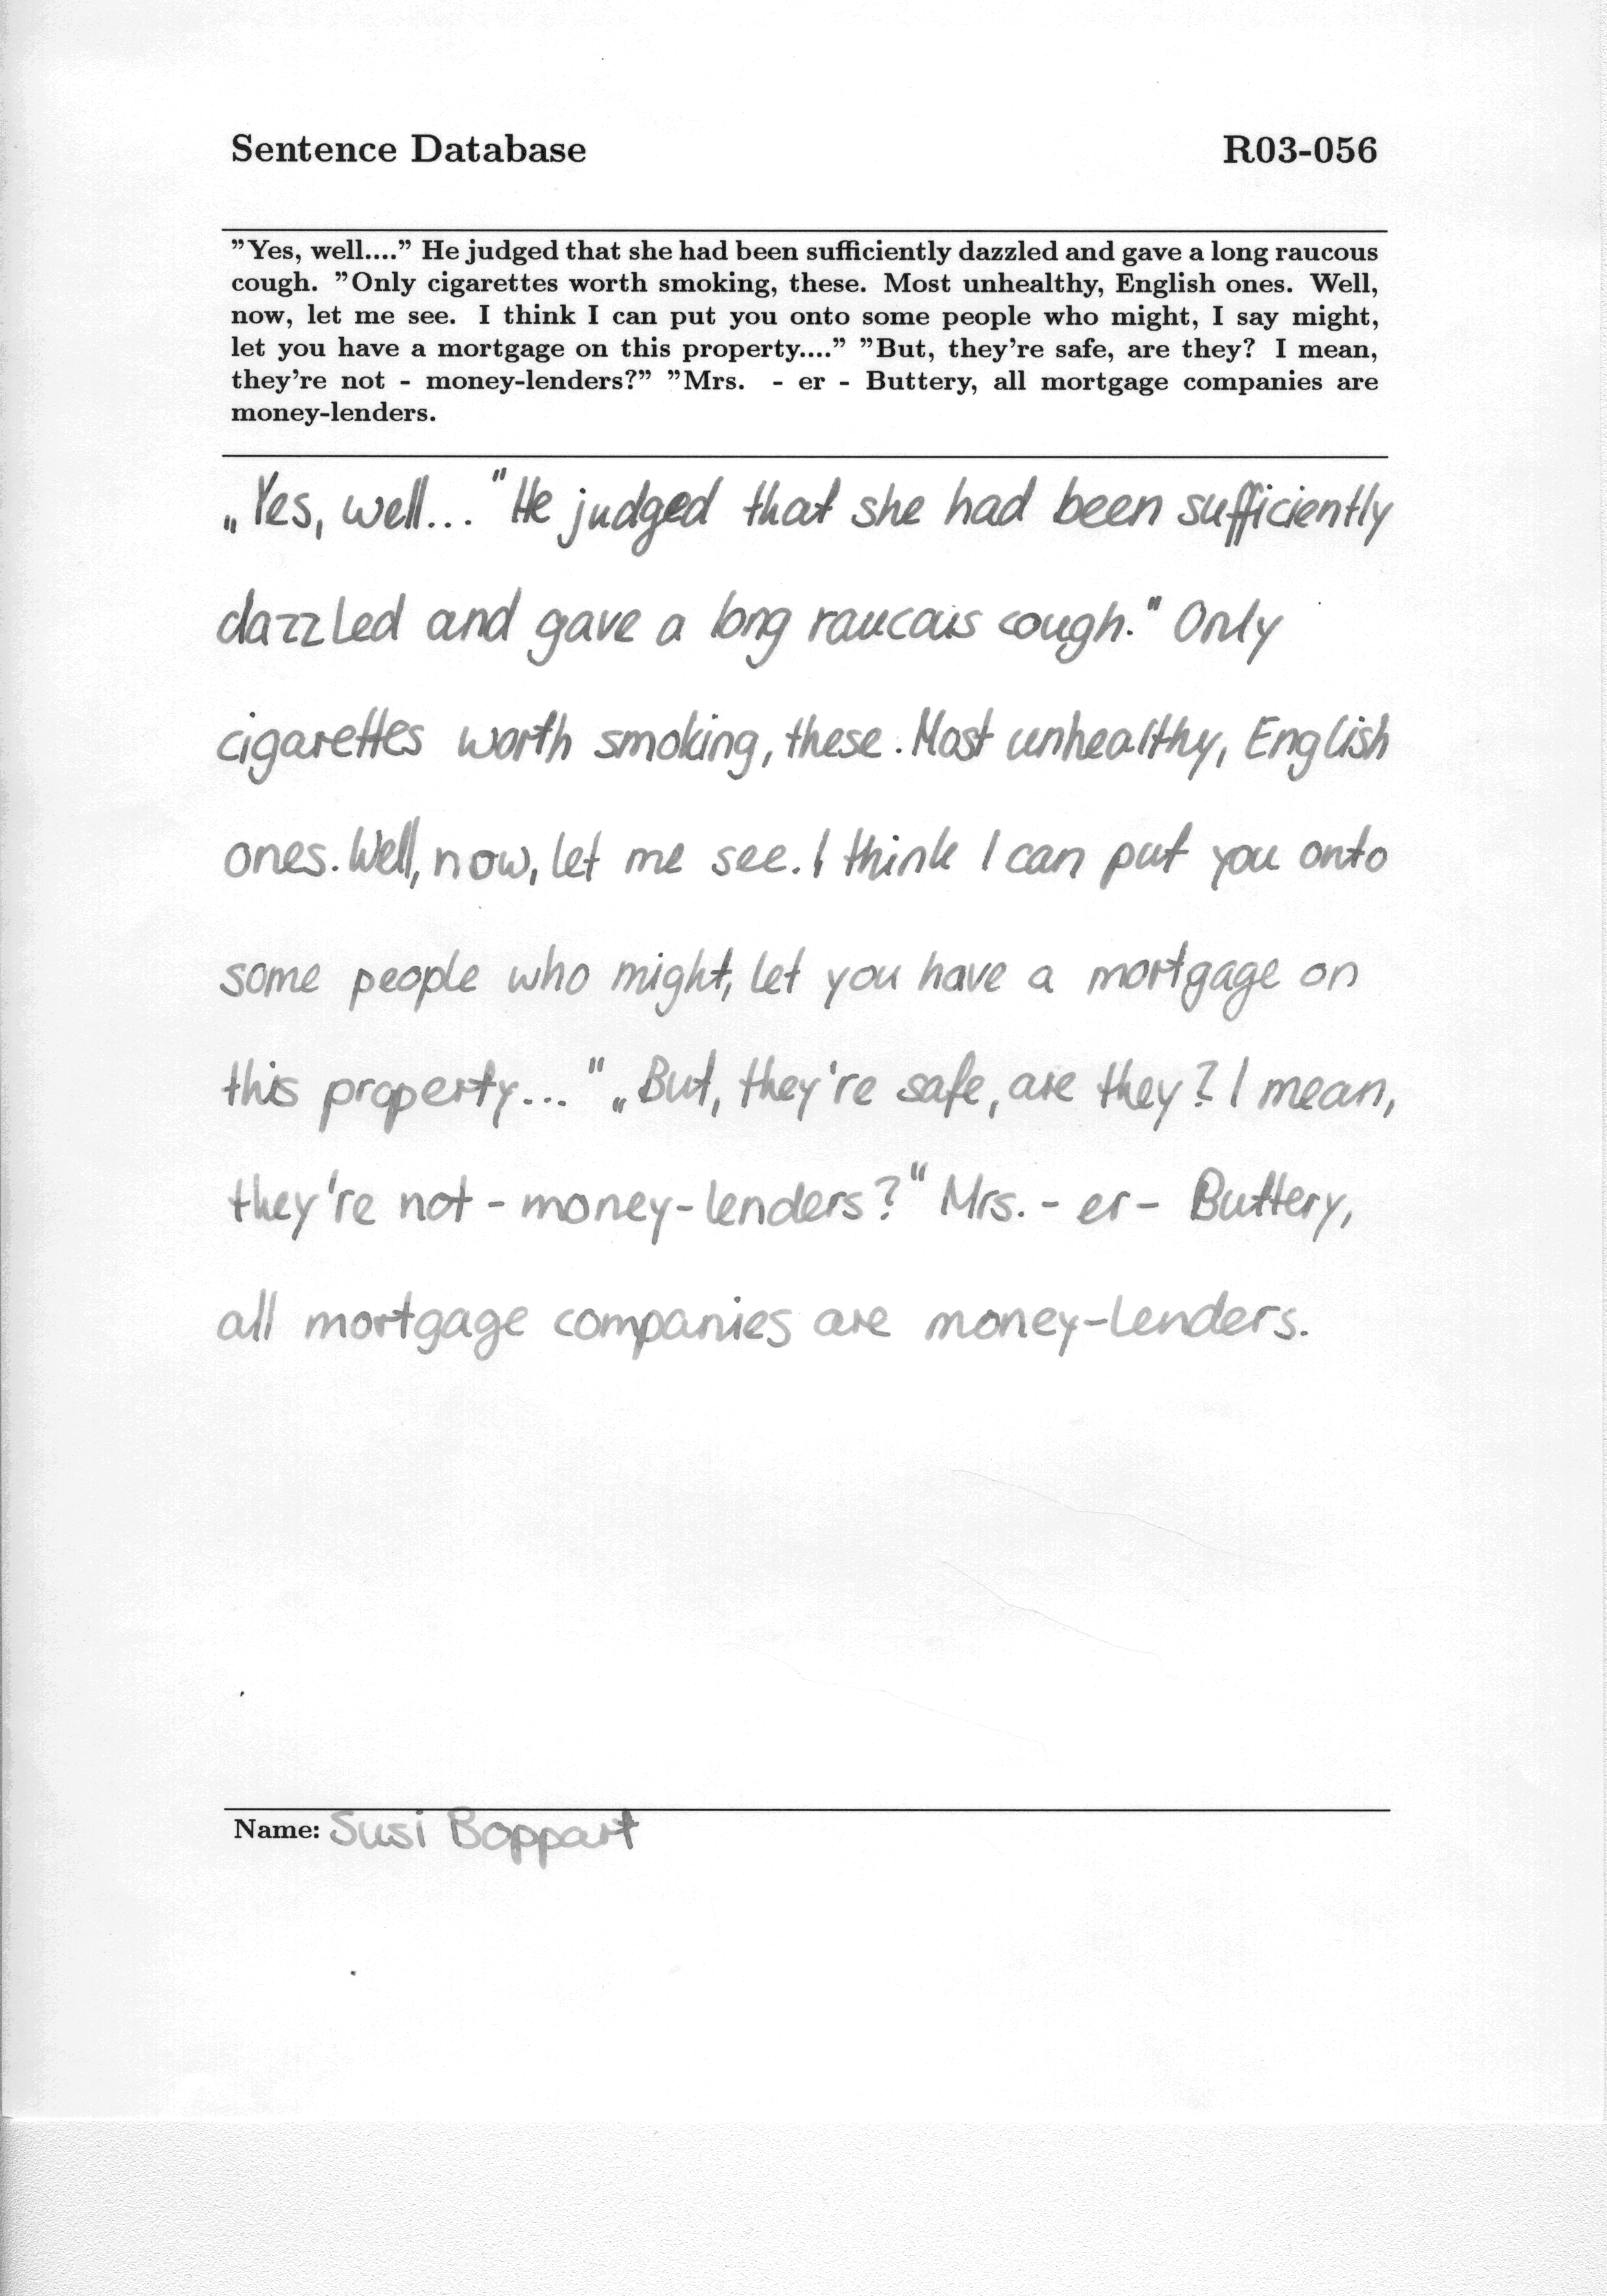 Sentence Database R03-056
"Yes, well...." He judged that she had been sufficiently dazzled and gave a long raucous
cough. "Only cigarettes worth smoking, these. Most unhealthy, English ones. Well,
now, let me see. I think I can put you onto some people who might, I say might,
let you have a mortgage on this property...." "But, they're safe, are they? I mean,
they're not - money-lenders?" "Mrs. - er - Buttery, all mortgage companies are
money-lenders.
„Yes, well... "He judged that she had been sufficiently
dazzled and gave a long raucous cough." Only
cigarettes worth smoking, these. Most unhealthy, English
ones. Well, now, let me see. I think I can put you onto
some people who might, let you have a mortgage on
this property..." „But, they're safe, are they? I mean,
they're not - money-lenders?" Mrs. - er - Buttery,
all mortgage companies are money-lenders.
Name: Susi Boppart